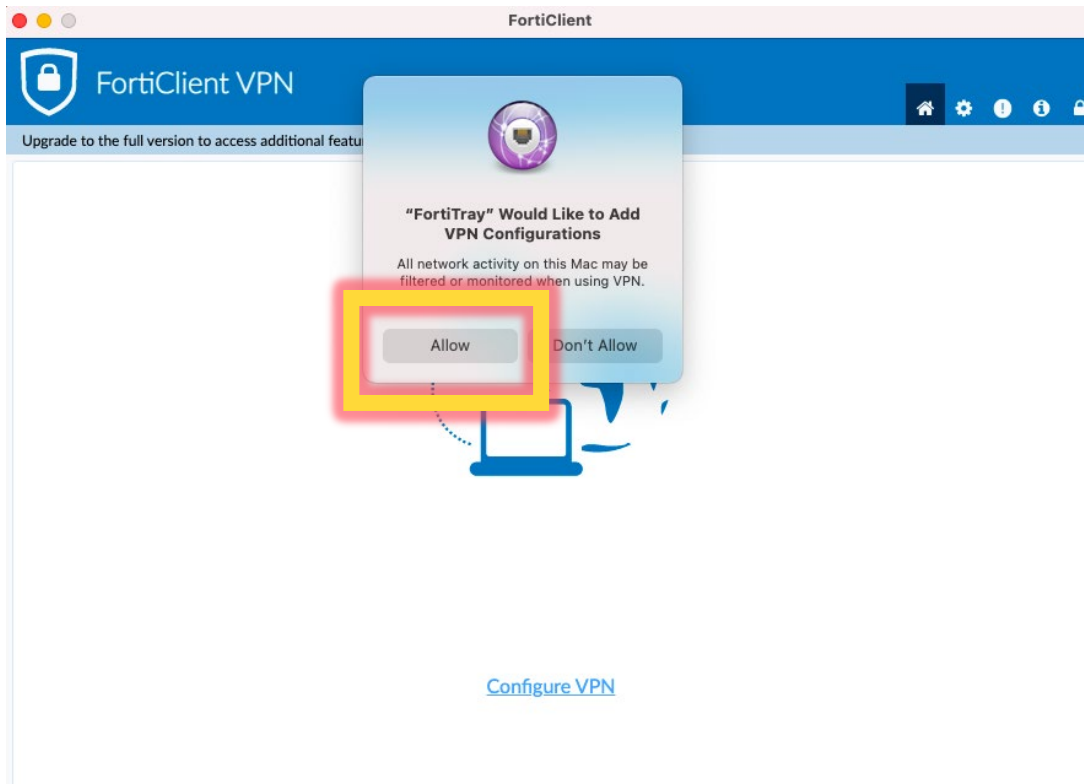 FortiClient
FortiClient VPN
Upgrade to the full version to access additional
“FortiTray” Would Like to Add
VPN Configurations
All network activity on this Mac may be
filtered or monitored when using VPN.
Allow
Don’t Allow
Configure VPN